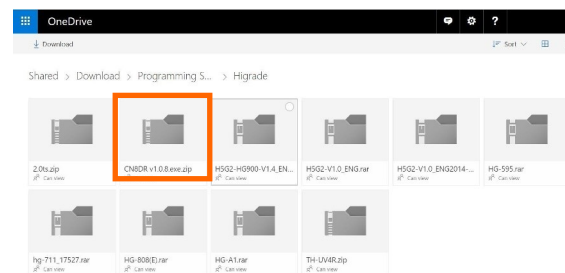 OneDrive ?
Download Sort
Shared > Download > Programming S... > Higrade
2.0ts.zip CN8DR v1.0.8.exe.zip H5G2-HG900-V1.4_EN... H5G2-V1.0_ENG.rar H5G2-V1.0_ENG2014-... HG-595.rar
Can view Can view Can view Can view Can view Can view
hg-711_17527.rar HG-808(E).rar HG-A1.rar TH-UV4R.zip
Can view Can view Can view Can view